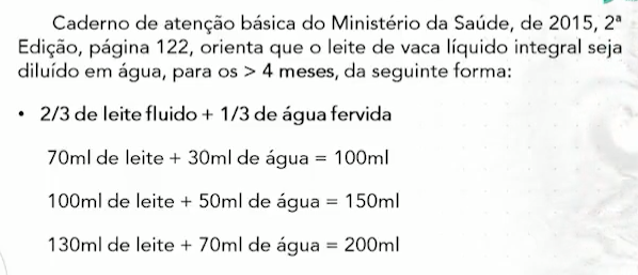 Caderno de atenção básica do Ministério da Saúde, de 2015, 2ª
Edição, página 122, orienta que o leite de vaca líquido integral seja
diluído em água, para os > 4 meses, da seguinte forma:
• 2/3 de leite fluido + 1/3 de água fervida
70ml de leite + 30ml de água = 100ml
100ml de leite + 50ml de água = 150ml
130ml de leite + 70ml de água = 200ml